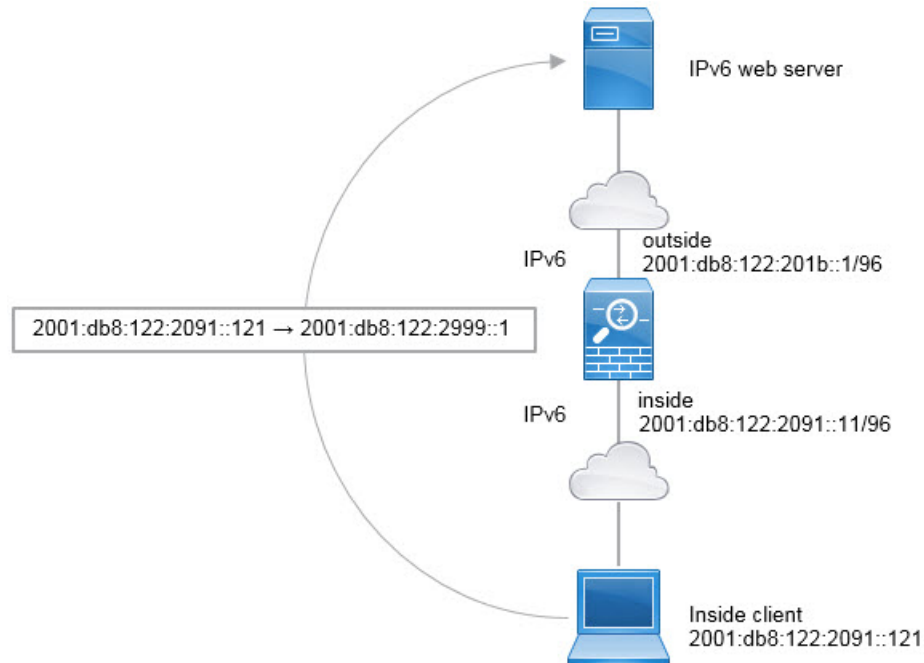 IPv6 web server
outside
IPv6
2001:db8:122:201b::1/96
2001:db8:122:2091::121 → 2001:db8:122:2999::1
inside
IPv6
2001:db8:122:2091::11/96
Inside client
2001:db8:122:2091::121